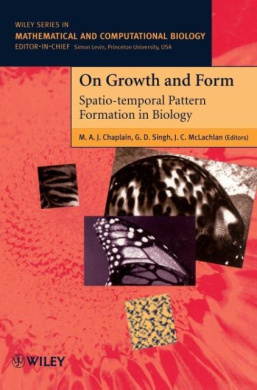 WILEY SERIES IN
MATHEMATICAL AND COMPUTATIONAL BIOLOGY
EDITOR-IN-CHIEF Simon Levin, Princeton University, USA
On Growth and Form
Spatio-temporal Pattern
Formation in Biology
M. A. J. Chaplain, G. D. Singh, J. C. McLachlan (Editors)
WILEY